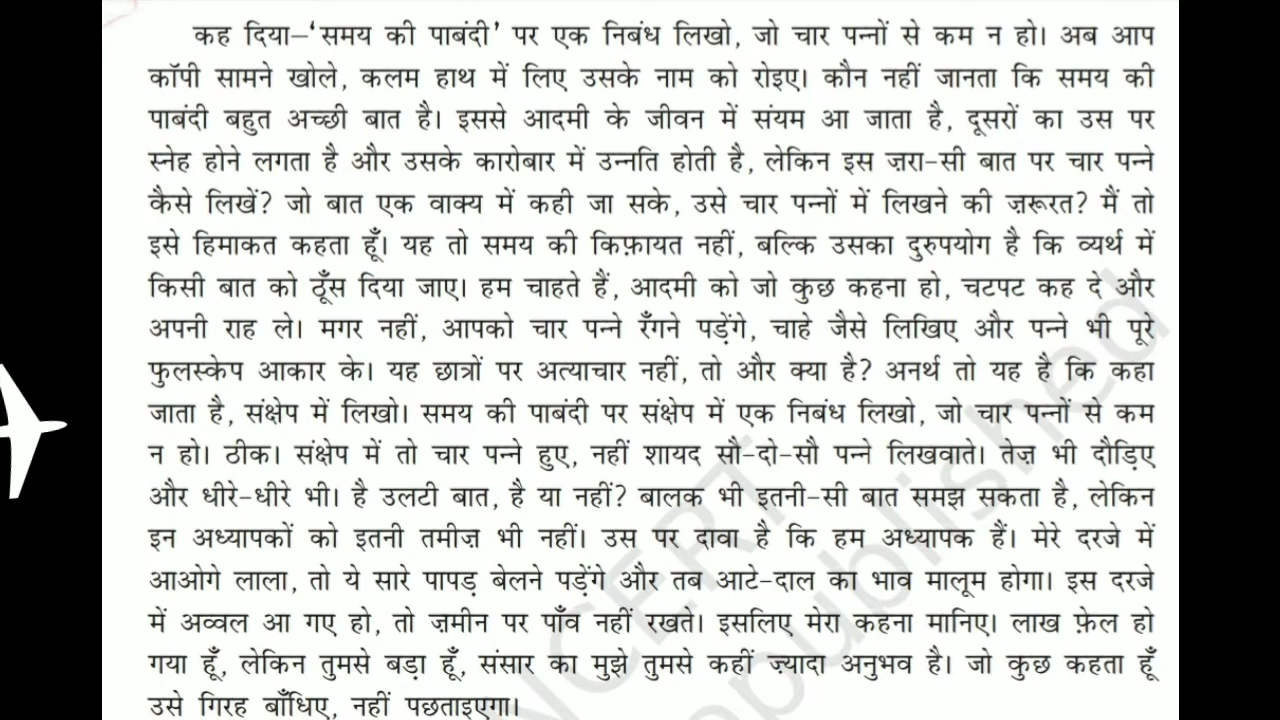 कह दिया–‘समय की पाबंदी’ पर एक निबंध लिखो, जो चार पन्नों से कम न हो। अब आप
कॉपी सामने खोले, कलम हाथ में लिए उसके नाम को रोइए। कौन नहीं जानता कि समय की
पाबंदी बहुत अच्छी बात है। इससे आदमी के जीवन में संयम आ जाता है, दूसरों का उस पर
स्नेह होने लगता है और उसके कारोबार में उन्नति होती है, लेकिन इस ज़रा-सी बात पर चार पन्ने
कैसे लिखें? जो बात एक वाक्य में कही जा सके, उसे चार पन्नों में लिखने की ज़रूरत? मैं तो
इसे हिमाकत कहता हूँ। यह तो समय की किफ़ायत नहीं, बल्कि उसका दुरुपयोग है कि व्यर्थ में
किसी बात को ठूँस दिया जाए। हम चाहते हैं, आदमी को जो कुछ कहना हो, चटपट कह दे और
अपनी राह ले। मगर नहीं, आपको चार पन्ने रँगने पड़ेंगे, चाहे जैसे लिखिए और पन्ने भी पूरे
फुलस्केप आकार के। यह छात्रों पर अत्याचार नहीं, तो और क्या है? अनर्थ तो यह है कि कहा
जाता है, संक्षेप में लिखो। समय की पाबंदी पर संक्षेप में एक निबंध लिखो, जो चार पन्नों से कम
न हो। ठीक। संक्षेप में तो चार पन्ने हुए, नहीं शायद सौ-दो-सौ पन्ने लिखवाते। तेज़ भी दौड़िए
और धीरे-धीरे भी। है उलटी बात, है या नहीं? बालक भी इतनी-सी बात समझ सकता है, लेकिन
इन अध्यापकों को इतनी तमीज़ भी नहीं। उस पर दावा है कि हम अध्यापक हैं। मेरे दरजे में
आओगे लाला, तो ये सारे पापड़ बेलने पड़ेंगे और तब आटे-दाल का भाव मालूम होगा। इस दरजे
में अव्वल आ गए हो, तो ज़मीन पर पाँव नहीं रखते। इसलिए मेरा कहना मानिए। लाख फ़ेल हो
गया हूँ, लेकिन तुमसे बड़ा हूँ, संसार का मुझे तुमसे कहीं ज़्यादा अनुभव है। जो कुछ कहता हूँ
उसे गिरह बाँधिए, नहीं पछताइएगा।
NCERT
published